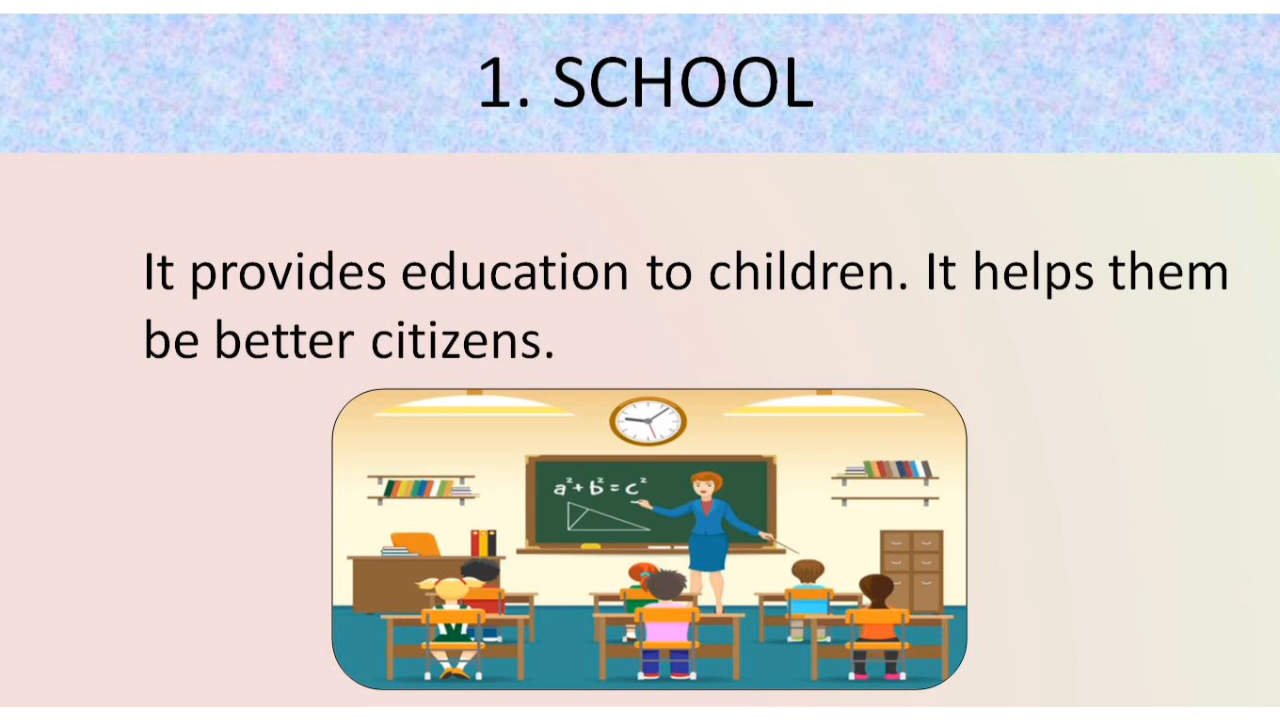 1. SCHOOL
It provides education to children. It helps them
be better citizens.
a²+ b² = c²